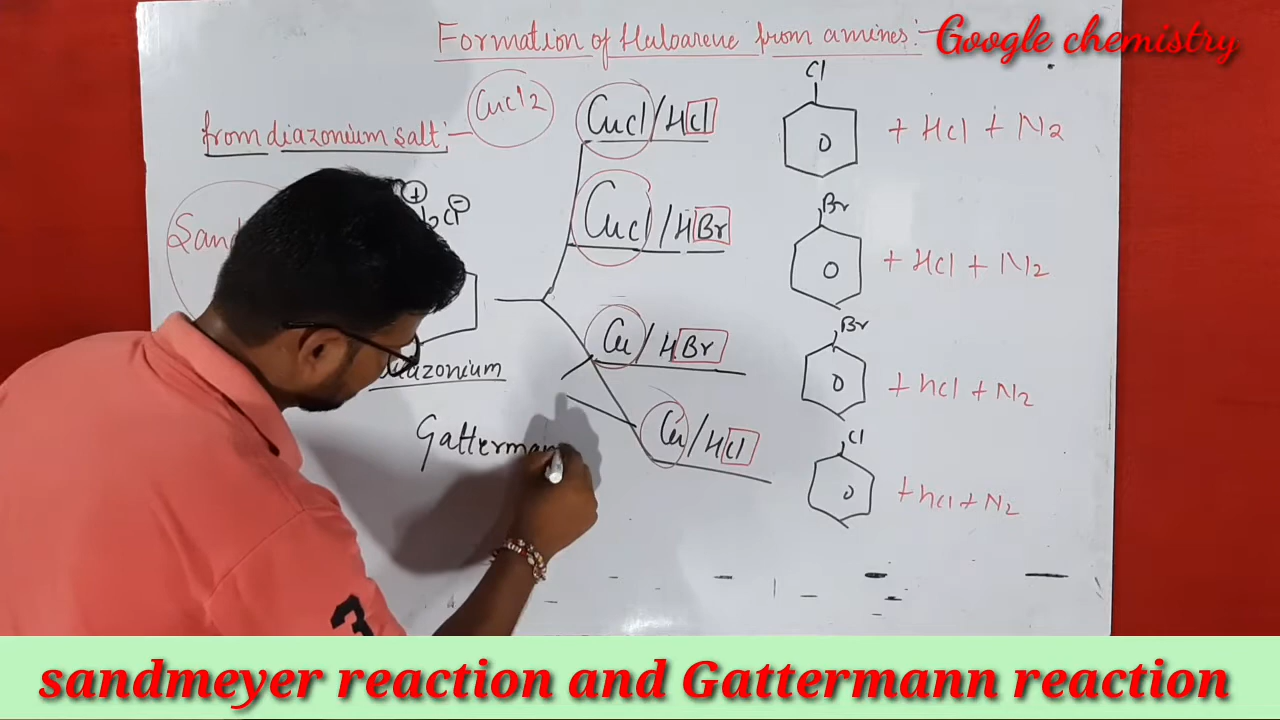 Formation of Haloarene from amines:-
Google chemistry
from diazonium salt:-
CuCl2
Cucl/Hcl
Cl
+ Hcl + N2
Cucl/HBr
Br
+ Hcl + N2
Cl
Cu/HBr
Br
+ hcl + N2
diazonium
Gatterman
Cu/Hcl
Cl
+ hcl + N2
3
sandmeyer reaction and Gattermann reaction